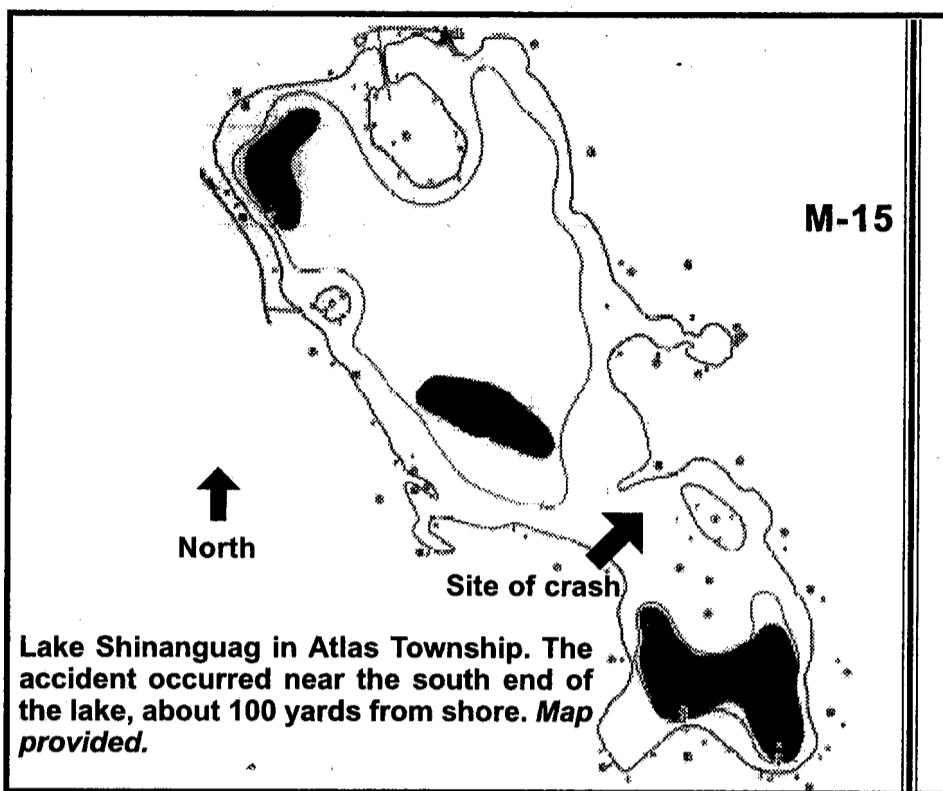 M-15
North
Site of crash
Lake Shinanguag in Atlas Township. The
accident occurred near the south end of
the lake, about 100 yards from shore. Map
provided.